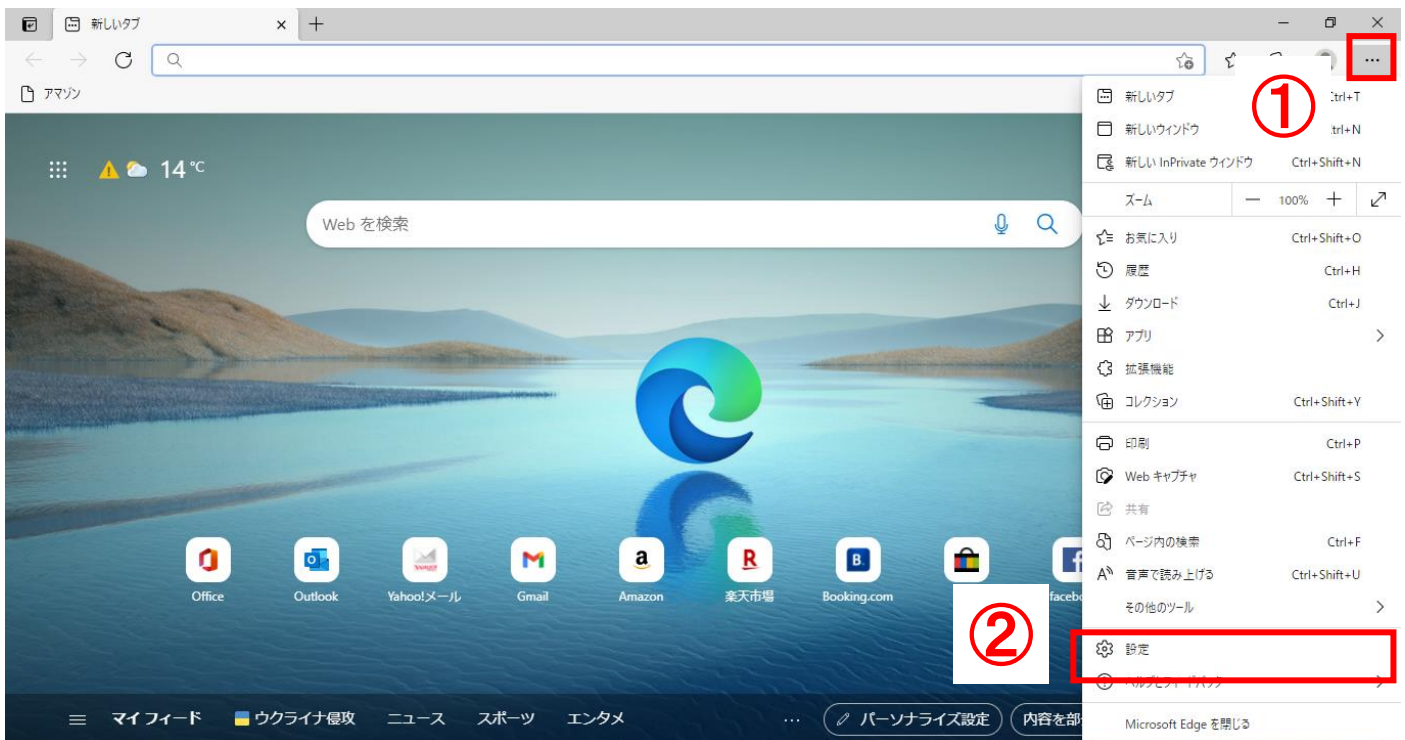 新しいタブ
アマゾン
①
新しいタブ Ctrl+T
新しいウィンドウ Ctrl+N
新しい InPrivate ウィンドウ Ctrl+Shift+N
ズーム 100%
お気に入り Ctrl+Shift+O
履歴 Ctrl+H
ダウンロード Ctrl+J
アプリ
拡張機能
コレクション Ctrl+Shift+Y
印刷 Ctrl+P
Web キャプチャ Ctrl+Shift+S
共有
ページ内の検索 Ctrl+F
音声で読み上げる Ctrl+Shift+U
その他のツール
②
設定
Microsoft Edge を閉じる
14 ℃
Web を検索
Office
Outlook
Yahoo!メール
Gmail
Amazon
楽天市場
Booking.com
マイ フィード
ウクライナ侵攻
ニュース
スポーツ
エンタメ
パーソナライズ設定
内容を部